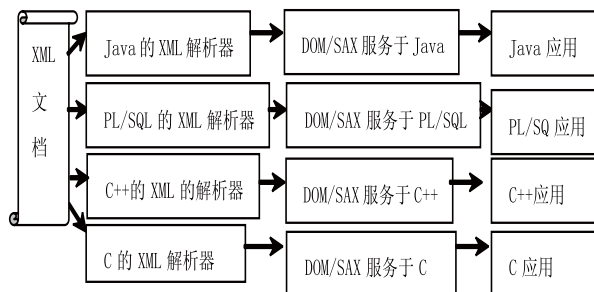 XML
文
档
Java 的 XML 解析器
DOM/SAX 服务于 Java
Java 应用
PL/SQL 的 XML 解析器
DOM/SAX 服务于 PL/SQL
PL/SQ 应用
C++的 XML 的解析器
DOM/SAX 服务于 C++
C++应用
C 的 XML 解析器
DOM/SAX 服务于 C
C 应用